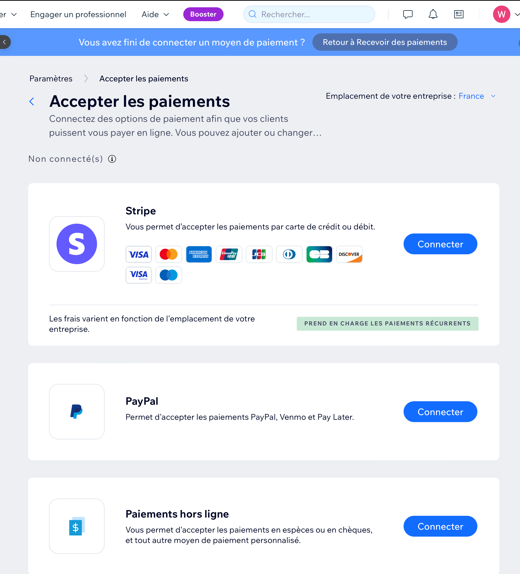 er
Engager un professionnel
Aide
Booster
Rechercher...
W
Vous avez fini de connecter un moyen de paiement ?
Retour à Recevoir des paiements
Paramètres > Accepter les paiements
Accepter les paiements
Emplacement de votre entreprise : France
Connectez des options de paiement afin que vos clients
puissent vous payer en ligne. Vous pouvez ajouter ou changer…
Non connecté(s)
Stripe
Vous permet d'accepter les paiements par carte de crédit ou débit.
S
VISA
AMERICAN EXPRESS
UnionPay
JCB
CB
DISCOVER
Connecter
VISA
Les frais varient en fonction de l'emplacement de votre
entreprise.
PREND EN CHARGE LES PAIEMENTS RÉCURRENTS
PayPal
Permet d'accepter les paiements PayPal, Venmo et Pay Later.
Connecter
Paiements hors ligne
Vous permet d'accepter les paiements en espèces ou en chèques,
et tout autre moyen de paiement personnalisé.
$
Connecter